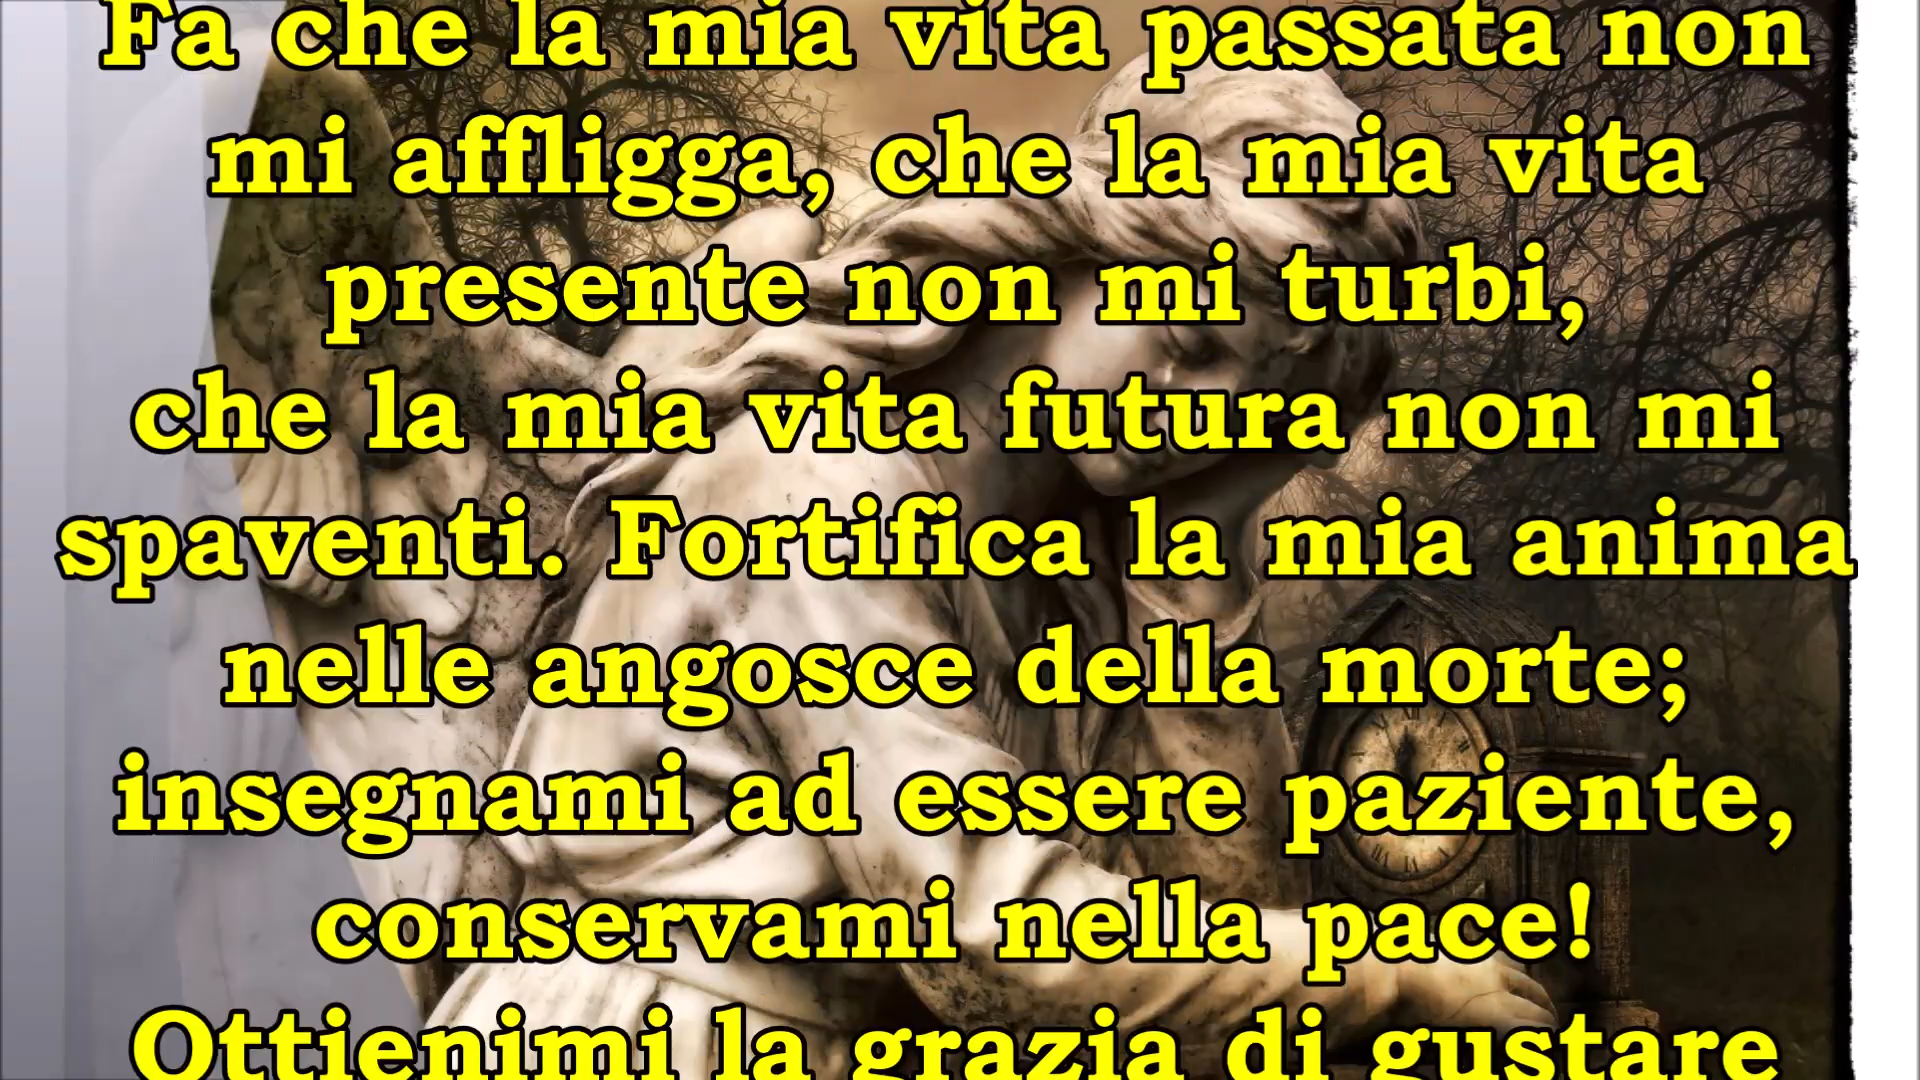 Fa che la mia vita passata non
mi affligga, che la mia vita
presente non mi turbi,
che la mia vita futura non mi
spaventi. Fortifica la mia anima
nelle angosce della morte;
insegnami ad essere paziente,
conservami nella pace!
Ottienimi la grazia di gustare